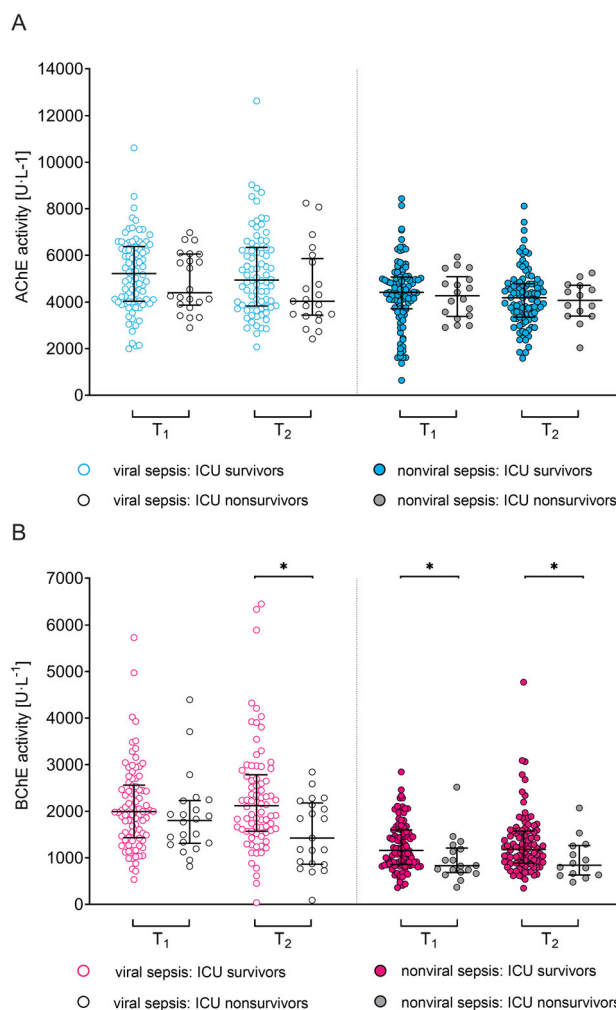 A
14000
12000
10000
8000
6000
4000
2000
0
AChE activity [U·L-1]
T₁ T₂ T₁ T₂
viral sepsis: ICU survivors nonviral sepsis: ICU survivors
viral sepsis: ICU nonsurvivors nonviral sepsis: ICU nonsurvivors
B
* * *
7000
6000
5000
4000
3000
2000
1000
0
BChE activity [U·L⁻¹]
T₁ T₂ T₁ T₂
viral sepsis: ICU survivors nonviral sepsis: ICU survivors
viral sepsis: ICU nonsurvivors nonviral sepsis: ICU nonsurvivors